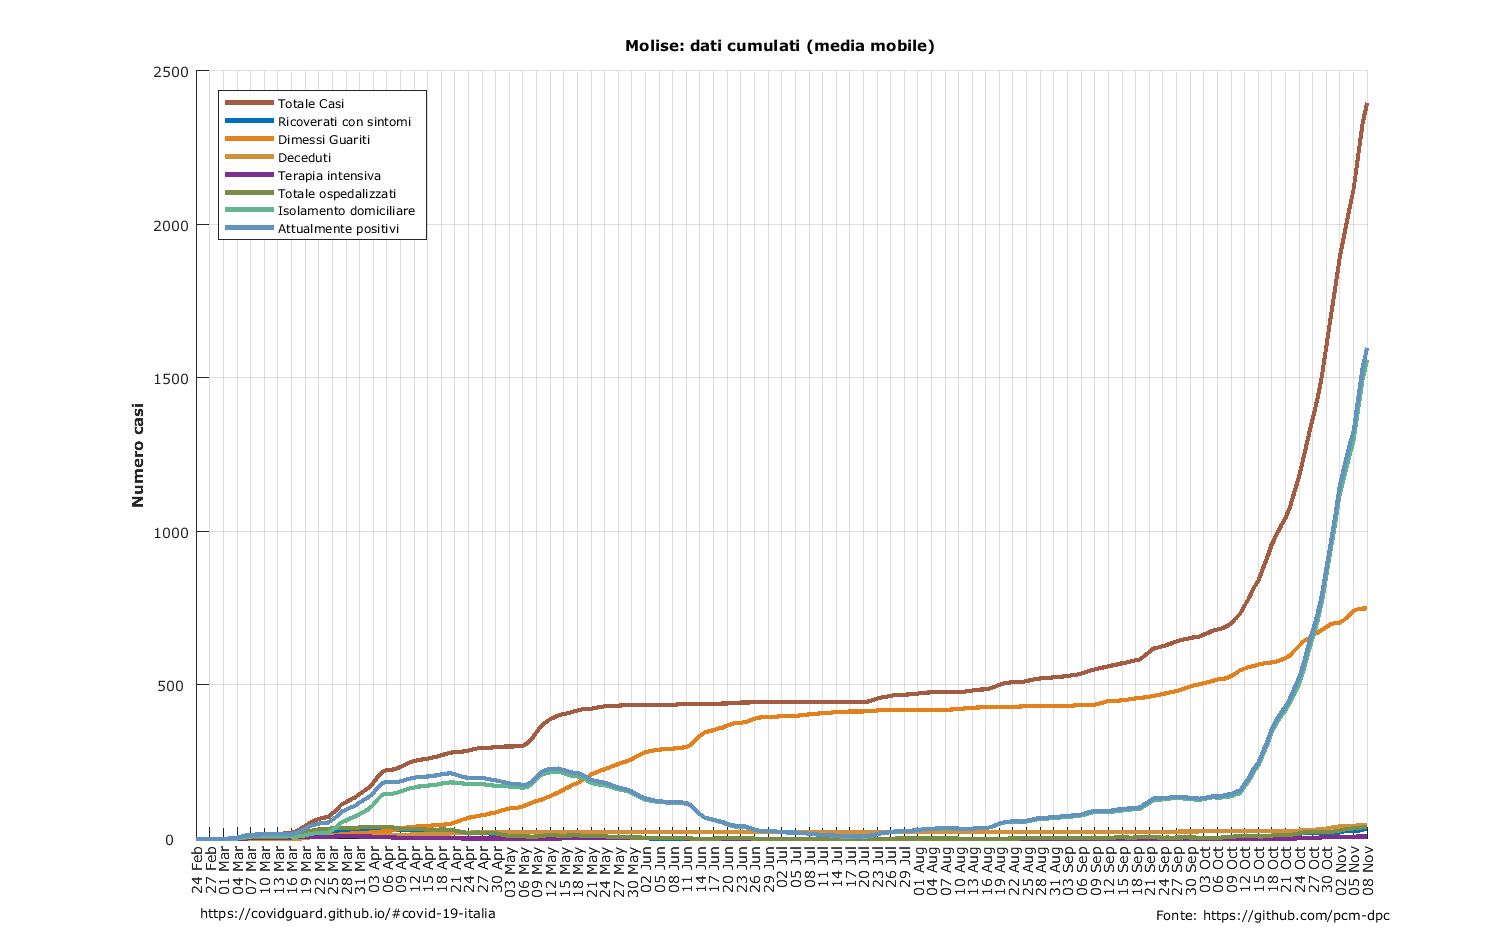 Molise: dati cumulati (media mobile)
2500
2000
1500
1000
500
0
Numero casi
Totale Casi
Ricoverati con sintomi
Dimessi Guariti
Deceduti
Terapia intensiva
Totale ospedalizzati
Isolamento domiciliare
Attualmente positivi
24 Feb
27 Feb
01 Mar
04 Mar
07 Mar
10 Mar
13 Mar
16 Mar
19 Mar
22 Mar
25 Mar
28 Mar
31 Mar
03 Apr
06 Apr
09 Apr
12 Apr
15 Apr
18 Apr
21 Apr
24 Apr
27 Apr
30 Apr
03 May
06 May
09 May
12 May
15 May
18 May
21 May
24 May
27 May
30 May
02 Jun
05 Jun
08 Jun
11 Jun
14 Jun
17 Jun
20 Jun
23 Jun
26 Jun
29 Jun
02 Jul
05 Jul
08 Jul
11 Jul
14 Jul
17 Jul
20 Jul
23 Jul
26 Jul
29 Jul
01 Aug
04 Aug
07 Aug
10 Aug
13 Aug
16 Aug
19 Aug
22 Aug
25 Aug
28 Aug
31 Aug
03 Sep
06 Sep
09 Sep
12 Sep
15 Sep
18 Sep
21 Sep
24 Sep
27 Sep
30 Sep
03 Oct
06 Oct
09 Oct
12 Oct
15 Oct
18 Oct
21 Oct
24 Oct
27 Oct
30 Oct
02 Nov
05 Nov
08 Nov
https://covidguard.github.io/#covid-19-italia
Fonte: https://github.com/pcm-dpc